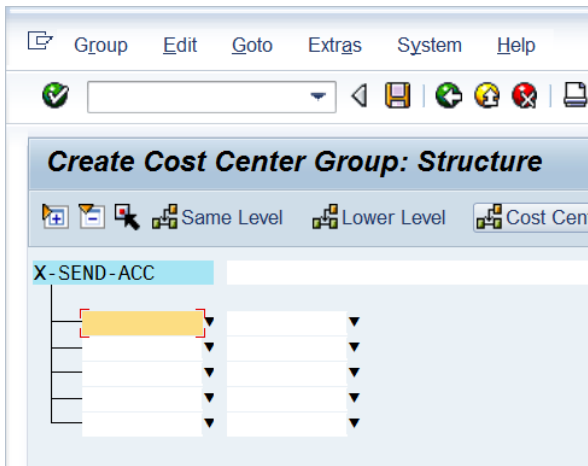 Group Edit Goto Extras System Help
Create Cost Center Group: Structure
Same Level Lower Level Cost Cen
X-SEND-ACC